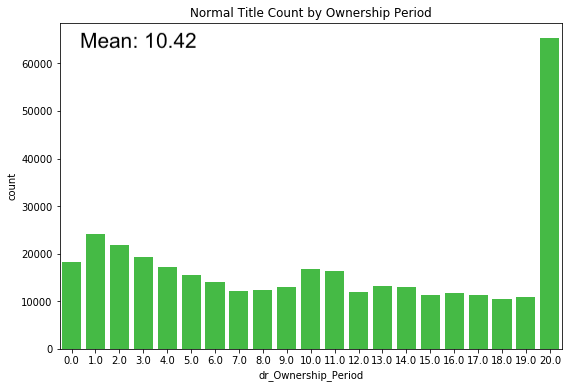 Normal Title Count by Ownership Period
Mean: 10.42
60000
50000
40000
30000
20000
10000
0
count
0.0 1.0 2.0 3.0 4.0 5.0 6.0 7.0 8.0 9.0 10.0 11.0 12.0 13.0 14.0 15.0 16.0 17.0 18.0 19.0 20.0
dr_Ownership_Period